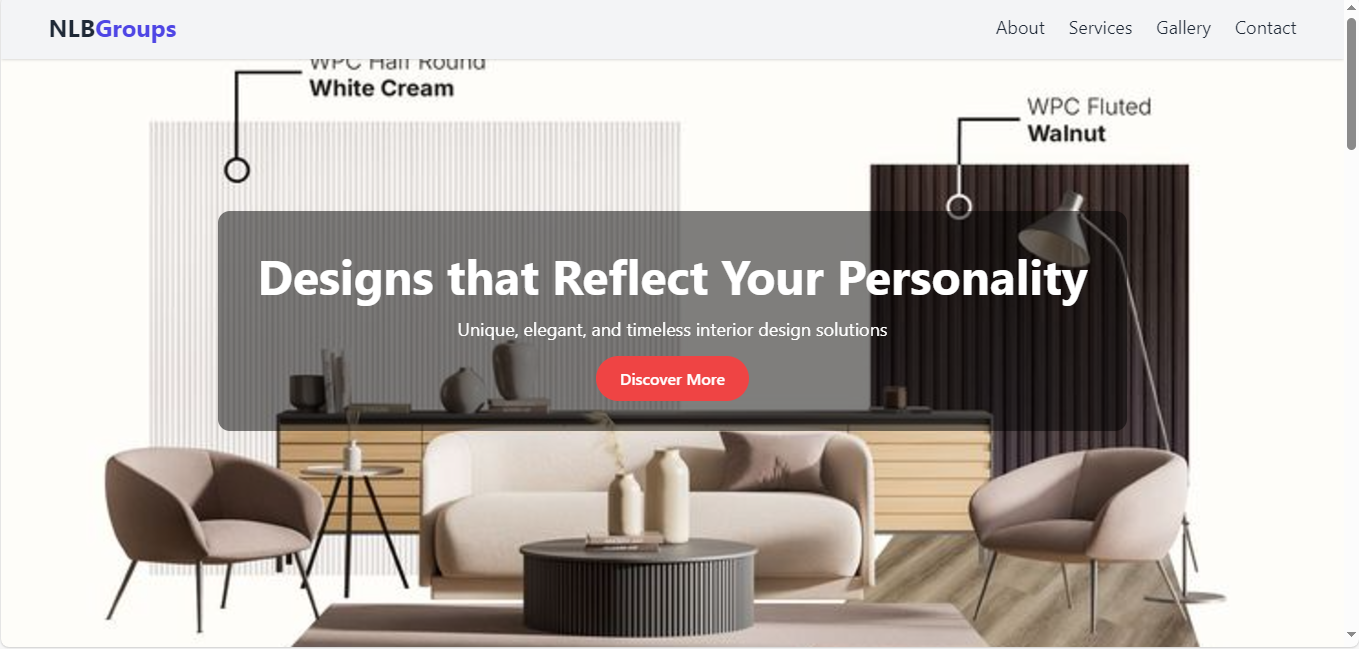 NLBGroups
About Services Gallery Contact
WPC Half Round
White Cream
WPC Fluted
Walnut
Designs that Reflect Your Personality
Unique, elegant, and timeless interior design solutions
Discover More